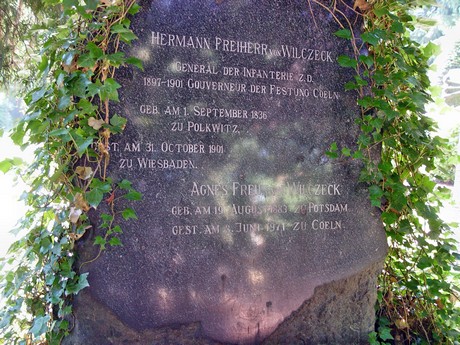 Hermann Freiherr von Wilczeck
General der Infanterie z.D.
1897-1901 Gouverneur der Festung Coeln.
geb. am 1. September 1836
zu Polkwitz.
gest. am 31. October 1901
zu Wiesbaden.
Agnes Wilczeck
geb. am zu Potsdam.
gest. am Juni zu Coeln.